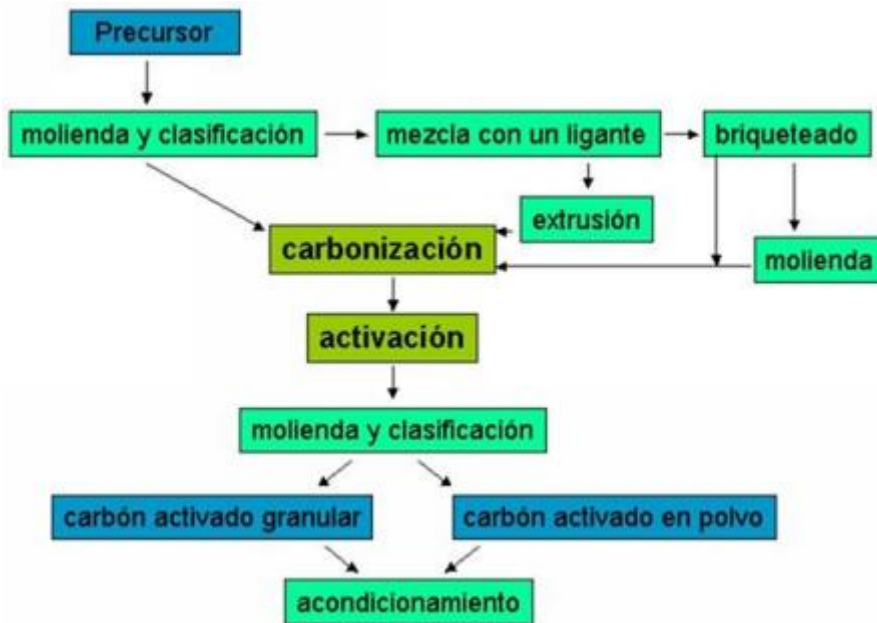 Precursor
molienda y clasificación
mezcla con un ligante
briqueteado
extrusión
carbonización
molienda
activación
molienda y clasificación
carbón activado granular
carbón activado en polvo
acondicionamiento